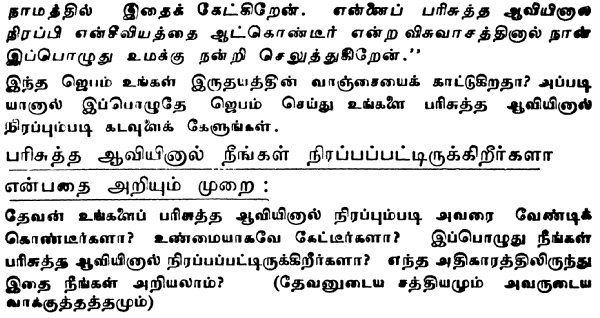 நாமத்தில் இதைக் கேட்கிறேன். என்னைப் பரிசுத்த ஆவியினால்
நிரப்பி என்சீவியத்தை ஆட்கொண்டீர் என்ற விசுவாசத்தினால் நான்
இப்பொழுது உமக்கு நன்றி செலுத்துகிறேன்.''
இந்த ஜெபம் உங்கள் இருதயத்தின் வாஞ்சையைக் காட்டுகிறதா? அப்படி
யானால் இப்பொழுதே ஜெபம் செய்து உங்களை பரிசுத்த ஆவியினால்
நிரப்பும்படி கடவுளைக் கேளுங்கள்.
பரிசுத்த ஆவியினால் நீங்கள் நிரப்பப்பட்டிருக்கிறீர்களா
என்பதை அறியும் முறை :
தேவன் உங்களைப் பரிசுத்த ஆவியினால் நிரப்பும்படி அவரை வேண்டிக்
கொண்டீர்களா? உண்மையாகவே கேட்டீர்களா? இப்பொழுது நீங்கள்
பரிசுத்த ஆவியினால் நிரப்பப்பட்டிருக்கிறீர்களா? எந்த அதிகாரத்திலிருந்து
இதை நீங்கள் அறியலாம்? (தேவனுடைய சத்தியமும் அவருடைய
வாக்குத்தத்தமும்)